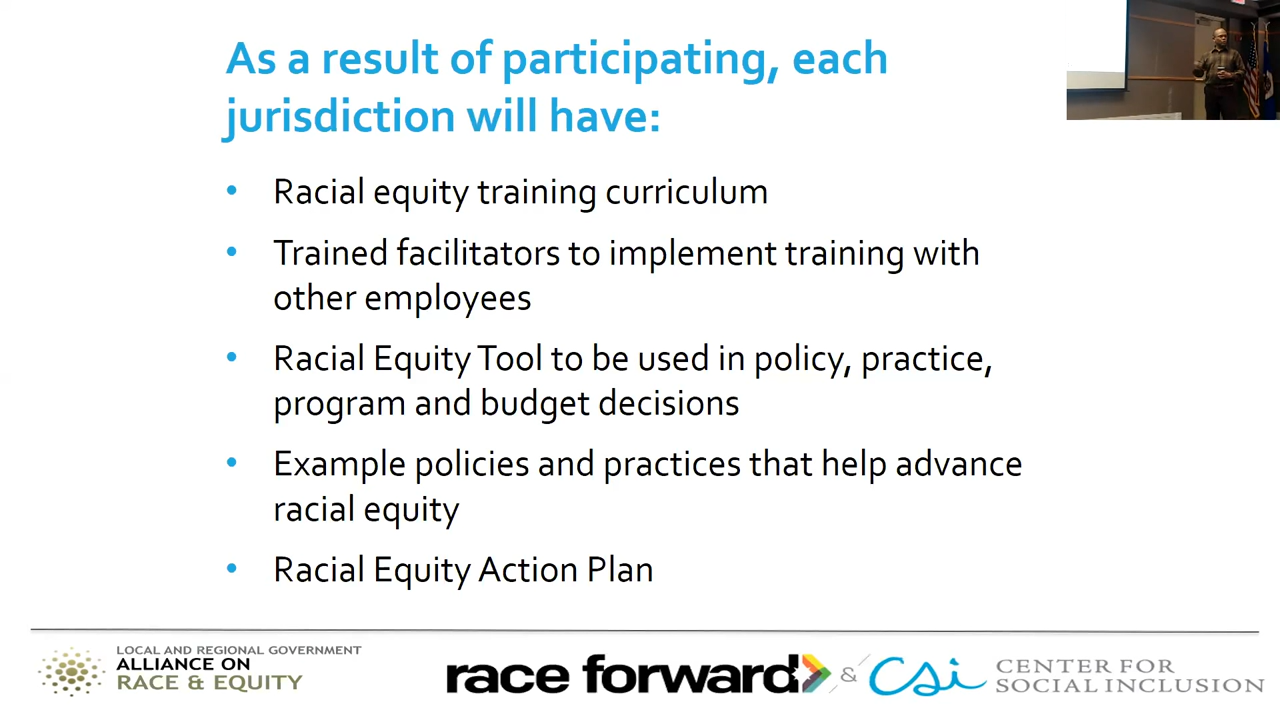 As a result of participating, each
jurisdiction will have:
• Racial equity training curriculum
• Trained facilitators to implement training with
other employees
• Racial Equity Tool to be used in policy, practice,
program and budget decisions
• Example policies and practices that help advance
racial equity
• Racial Equity Action Plan
LOCAL AND REGIONAL GOVERNMENT
ALLIANCE ON
RACE & EQUITY
race forward & csi CENTER FOR
SOCIAL INCLUSION